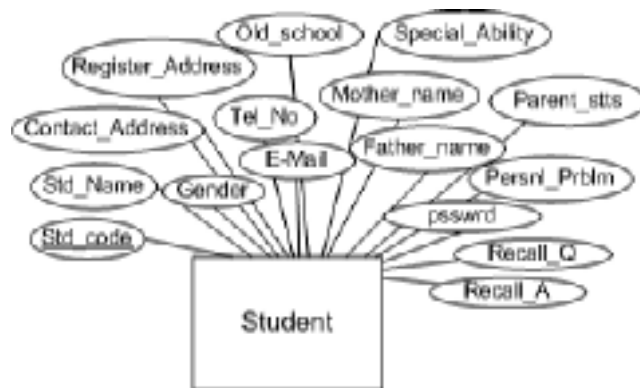 Old_school
Special_Ability
Register_Address
Mother_name
Parent_stts
Tel_No
Contact_Address
E-Mail
Father_name
Std_Name
Gender
Persnl_Prblm
psswrd
Std_code
Recall_Q
Recall_A
Student